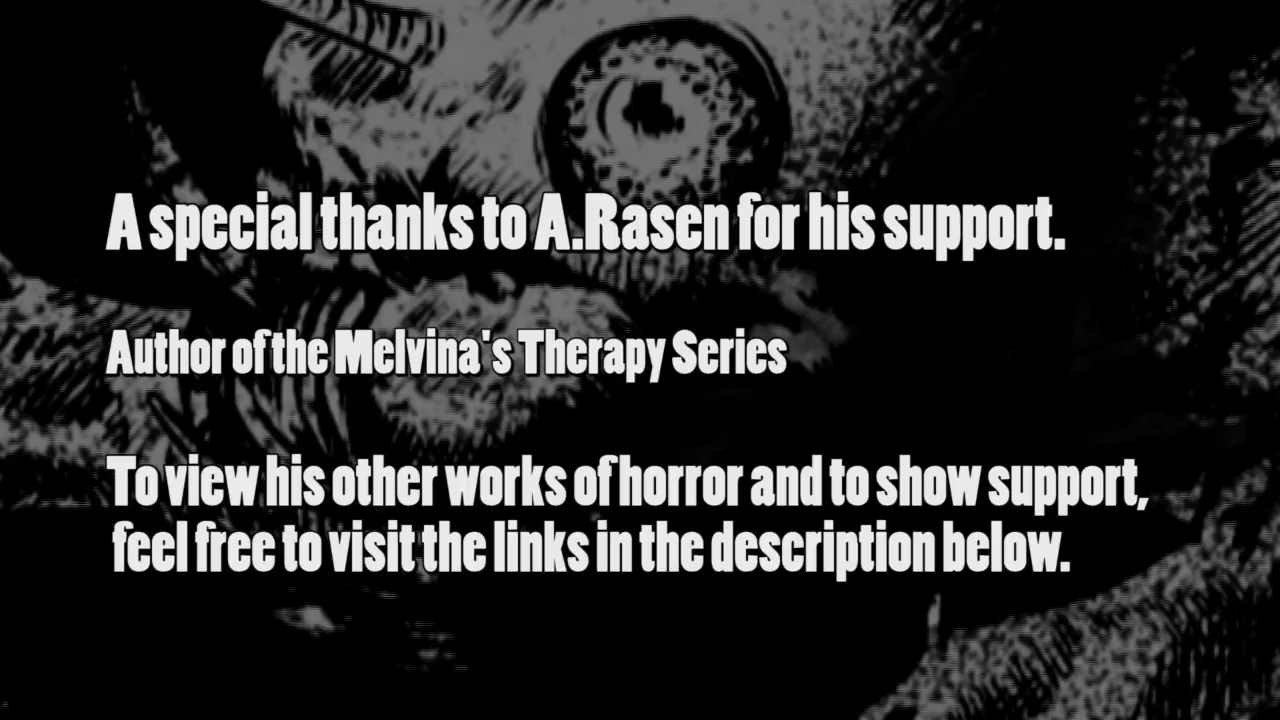 A special thanks to A.Rasen for his support.
Author of the Melvina's Therapy Series
To view his other works of horror and to show support,
feel free to visit the links in the description below.